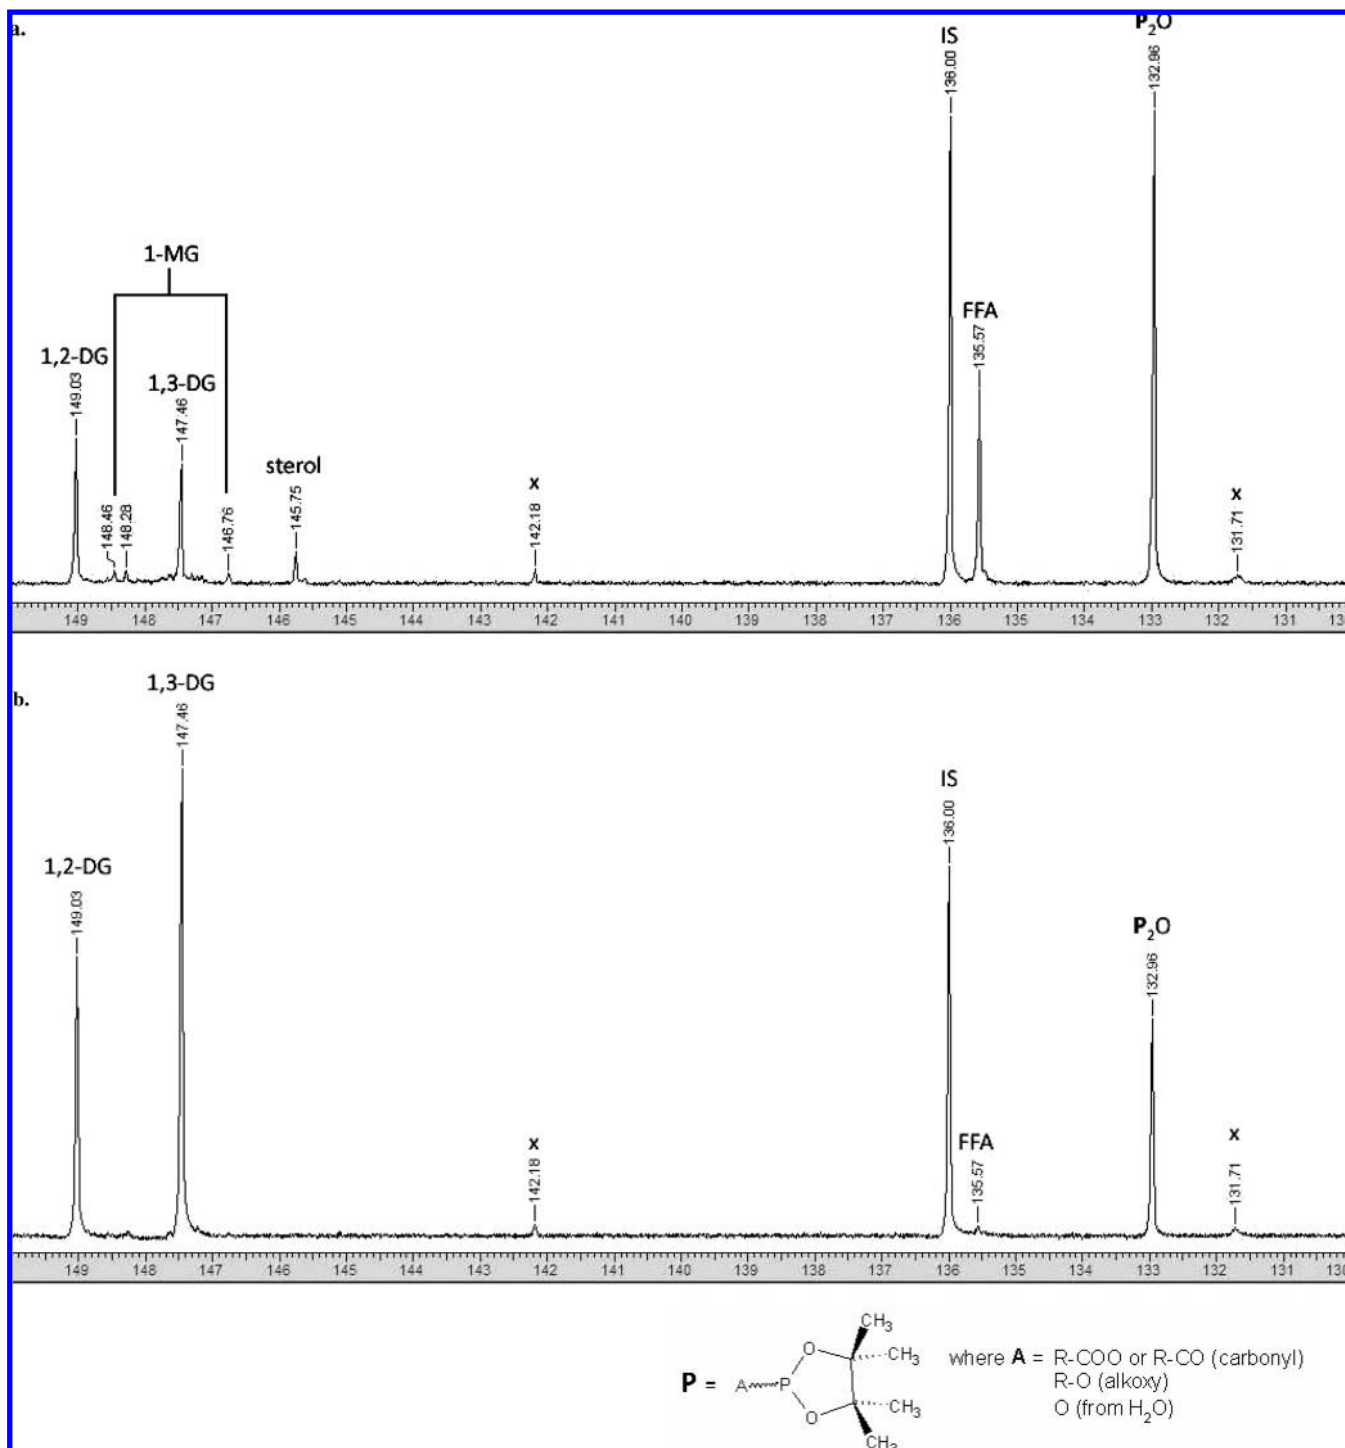 a.
IS
P₂O
136.00
132.96
1-MG
FFA
135.57
1,2-DG
149.03
1,3-DG
147.46
sterol
148.46
148.28
146.76
145.75
x
142.18
x
131.71
149 148 147 146 145 144 143 142 141 140 139 138 137 136 135 134 133 132 131
b.
1,3-DG
147.46
IS
136.00
1,2-DG
149.03
P₂O
132.96
x
142.18
FFA
135.57
x
131.71
149 148 147 146 145 144 143 142 141 140 139 138 137 136 135 134 133 132 131
CH₃
O
CH₃
where A = R-COO or R-CO (carbonyl)
P = A P
R-O (alkoxy)
CH₃
O
O (from H₂O)
CH₃